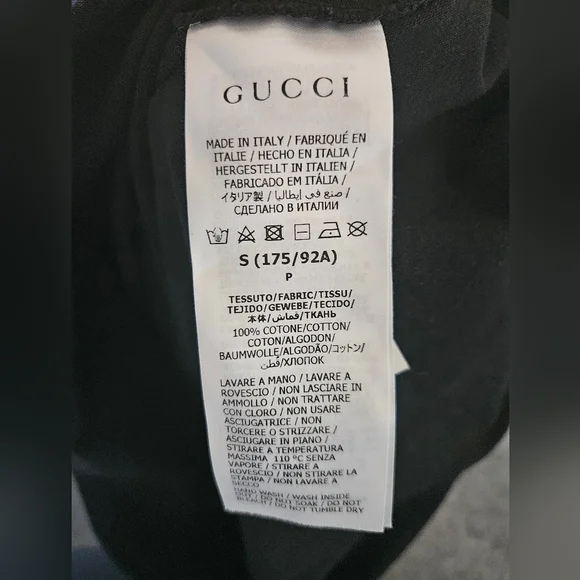 GUCCI
MADE IN ITALY / FABRIQUÉ EN
ITALIE / HECHO EN ITALIA /
HERGESTELLT IN ITALIEN /
FABRICADO EM ITÁLIA /
イタリア製 / صنع في إيطاليا /
СДЕЛАНО В ИТАЛИИ
S (175/92A)
P
TESSUTO/FABRIC/TISSU/
TEJIDO/GEWEBE/TECIDO/
本体/قماش/ТКАНЬ
100% COTONE/COTTON/
COTON/ALGODON/
BAUMWOLLE/ALGODÃO/コットン/
قطن/ХЛОПОК
LAVARE A MANO / LAVARE A
ROVESCIO / NON LASCIARE IN
AMMOLLO / NON TRATTARE
CON CLORO / NON USARE
ASCIUGATRICE / NON
TORCERE O STRIZZARE /
ASCIUGARE IN PIANO /
STIRARE A TEMPERATURA
MASSIMA 110 °C SENZA
VAPORE / STIRARE A
ROVESCIO / NON STIRARE LA
STAMPA / NON LAVARE A
SECCO
HAND WASH / WASH INSIDE
OUT / DO NOT SOAK / DO NOT
BLEACH / DO NOT TUMBLE DRY